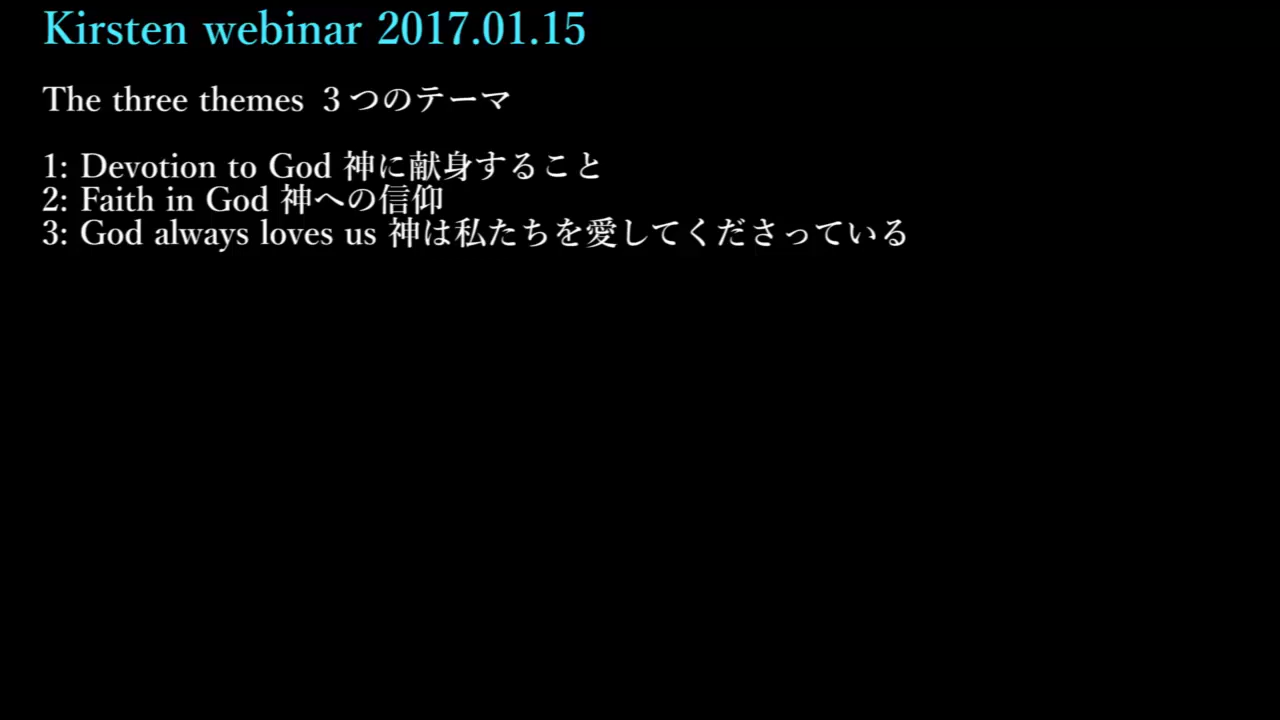 Kirsten webinar 2017.01.15
The three themes ３つのテーマ
1: Devotion to God 神に献身すること
2: Faith in God 神への信仰
3: God always loves us 神は私たちを愛してくださっている